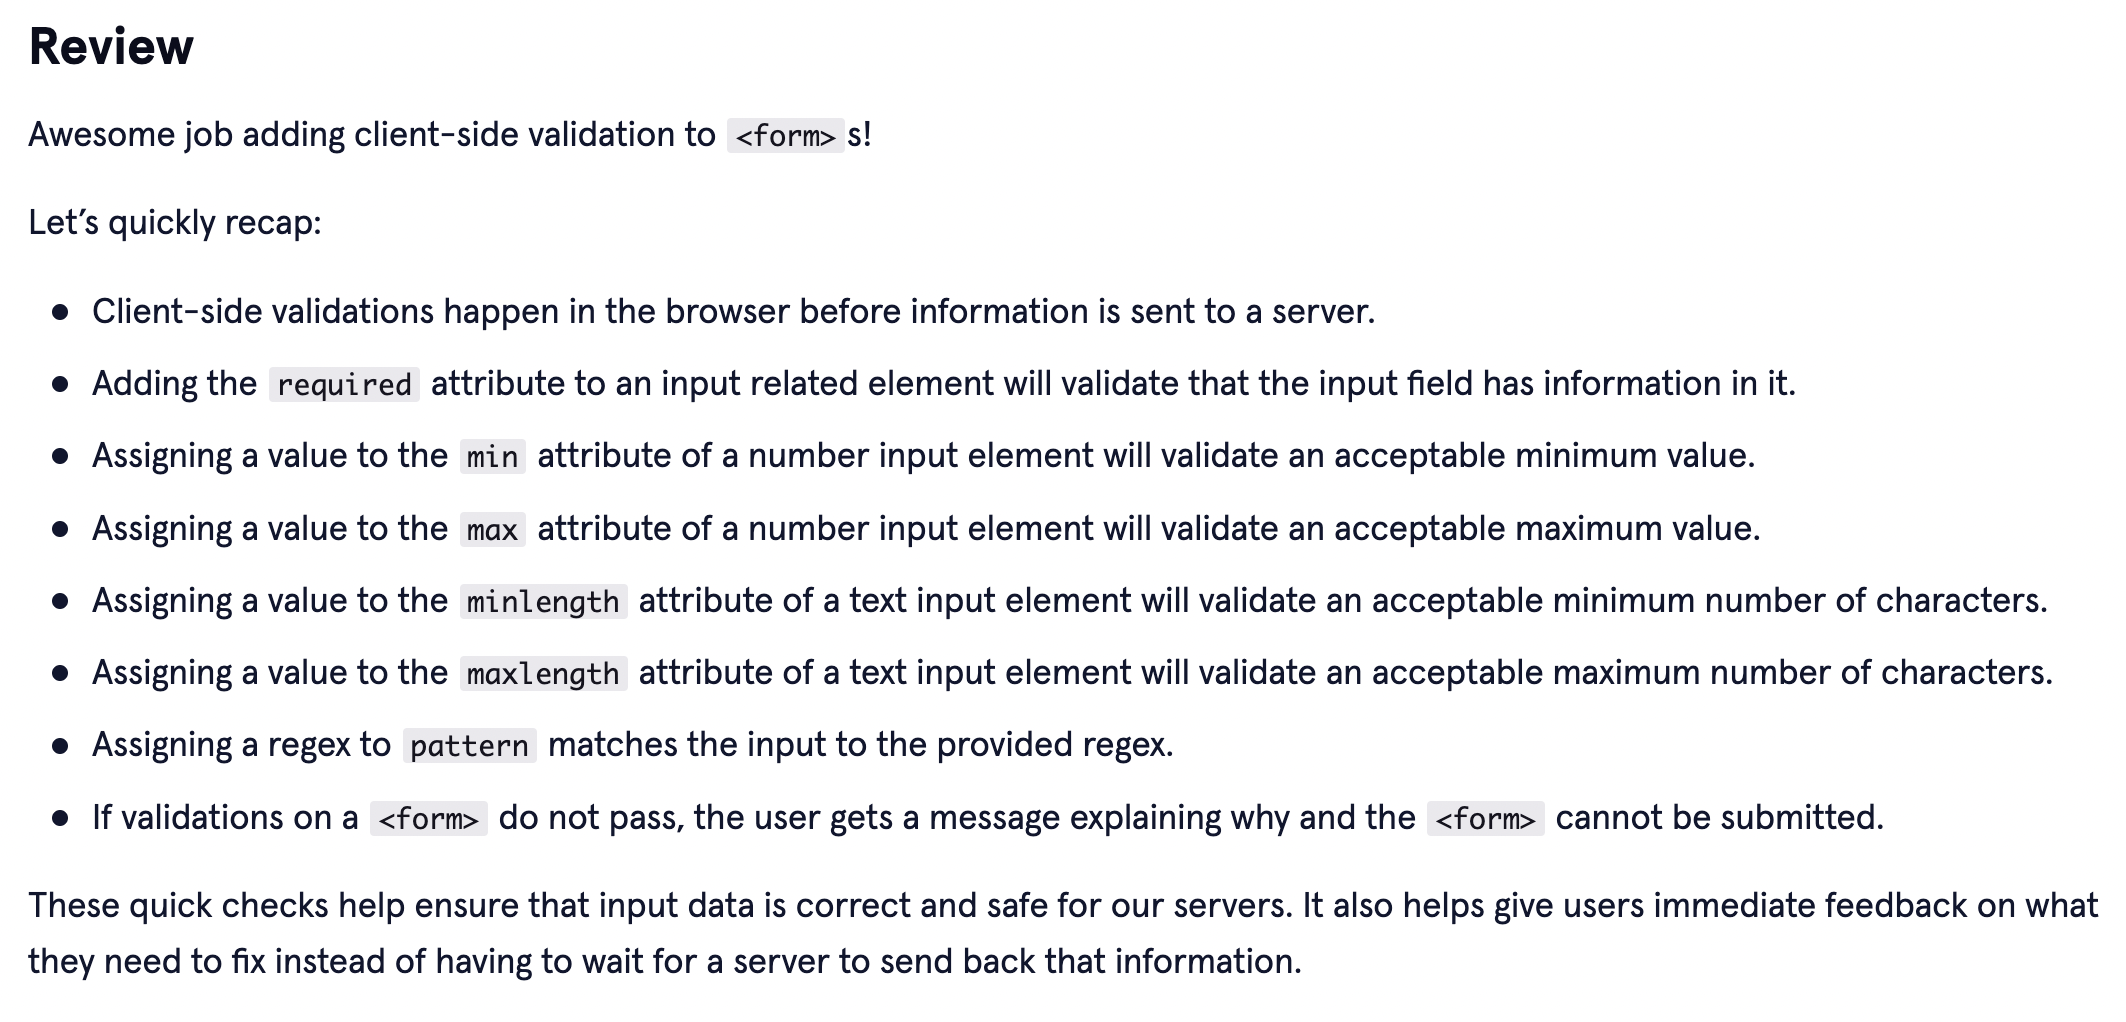 Review
Awesome job adding client-side validation to <form>s!
Let’s quickly recap:
● Client-side validations happen in the browser before information is sent to a server.
● Adding the required attribute to an input related element will validate that the input field has information in it.
● Assigning a value to the min attribute of a number input element will validate an acceptable minimum value.
● Assigning a value to the max attribute of a number input element will validate an acceptable maximum value.
● Assigning a value to the minlength attribute of a text input element will validate an acceptable minimum number of characters.
● Assigning a value to the maxlength attribute of a text input element will validate an acceptable maximum number of characters.
● Assigning a regex to pattern matches the input to the provided regex.
● If validations on a <form> do not pass, the user gets a message explaining why and the <form> cannot be submitted.
These quick checks help ensure that input data is correct and safe for our servers. It also helps give users immediate feedback on what
they need to fix instead of having to wait for a server to send back that information.